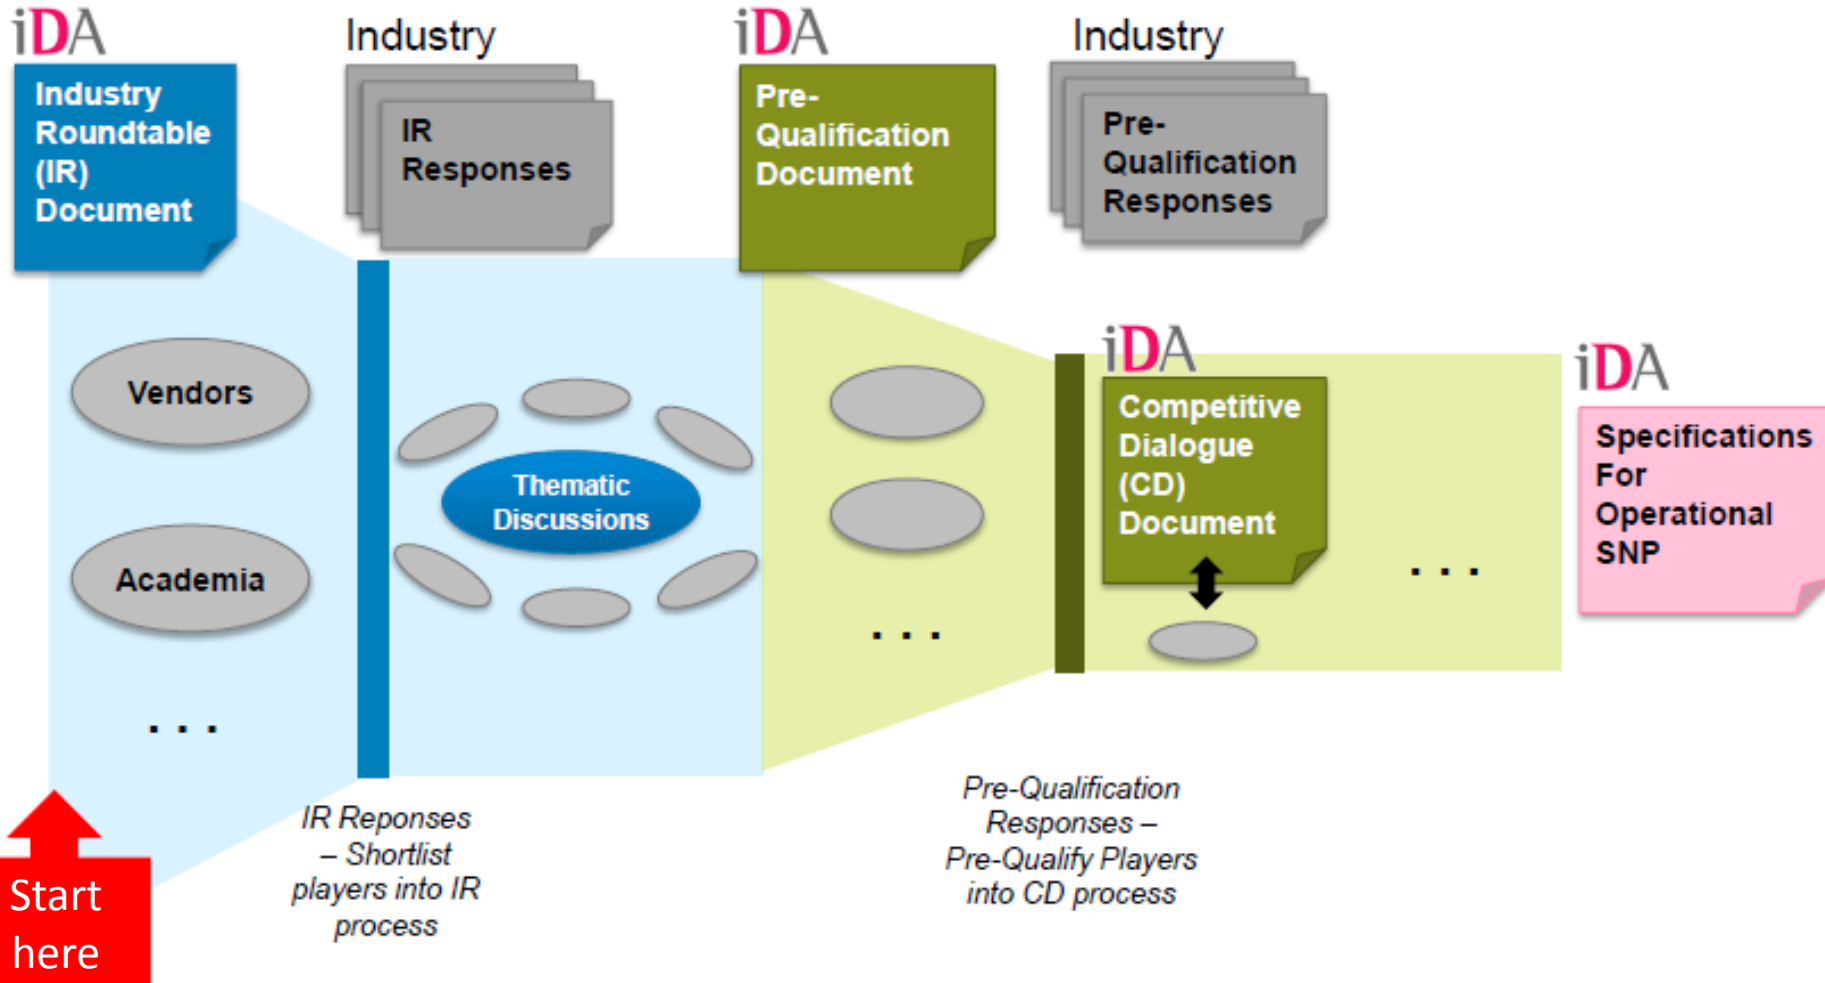 iDA
Industry
Roundtable
(IR)
Document
Industry
IR
Responses
iDA
Pre-
Qualification
Document
Industry
Pre-
Qualification
Responses
Vendors
Academia
. . .
Thematic
Discussions
. . .
iDA
Competitive
Dialogue
(CD)
Document
. . .
iDA
Specifications
For
Operational
SNP
IR Reponses
– Shortlist
players into IR
process
Pre-Qualification
Responses –
Pre-Qualify Players
into CD process
Start
here